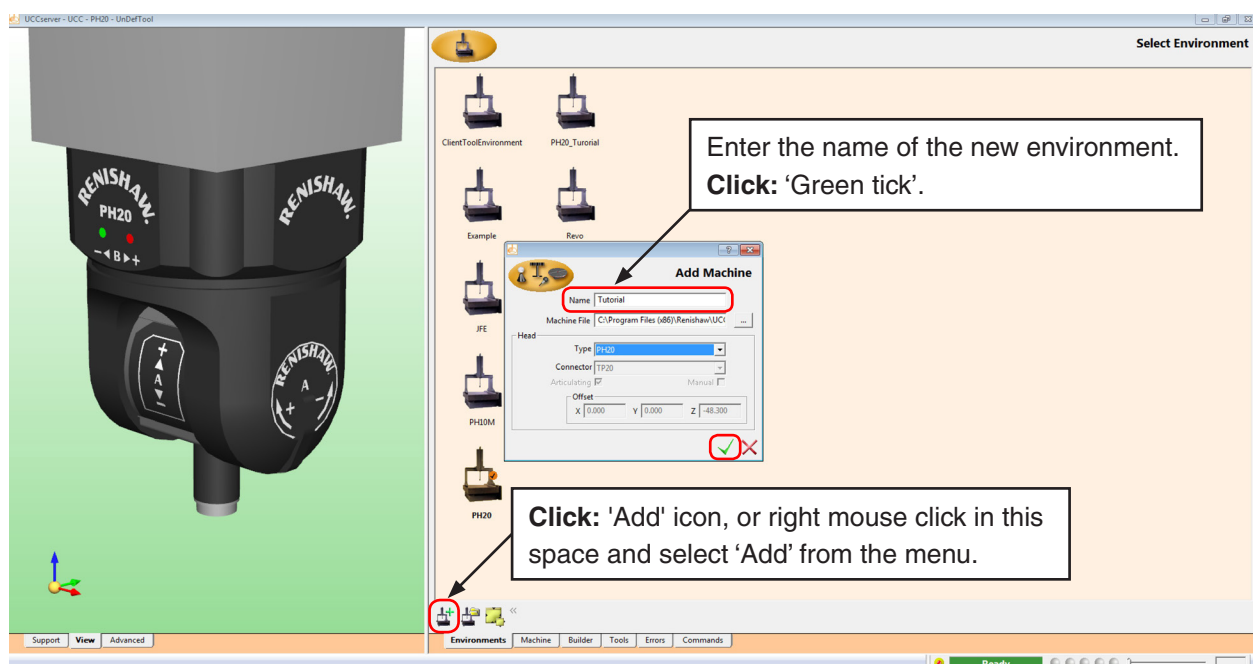 UCCserver - UCC - PH20 - UnDefTool
Select Environment
RENISHAW.
PH20
- B +
RENISHAW.
+
A
-
RENISHAW
A
+ -
ClientToolEnvironment
PH20_Turorial
Enter the name of the new environment.
Click: ‘Green tick’.
Example
Revo
Add Machine
Name Tutorial
Machine File C:\Program Files (x86)\Renishaw\UCC ...
Head
Type PH20
Connector TP20
Articulating Manual
Offset
X 0.000 Y 0.000 Z -48.300
JFE
PH10M
PH20
Click: 'Add' icon, or right mouse click in this
space and select ‘Add’ from the menu.
Support View Advanced
Environments Machine Builder Tools Errors Commands
Ready